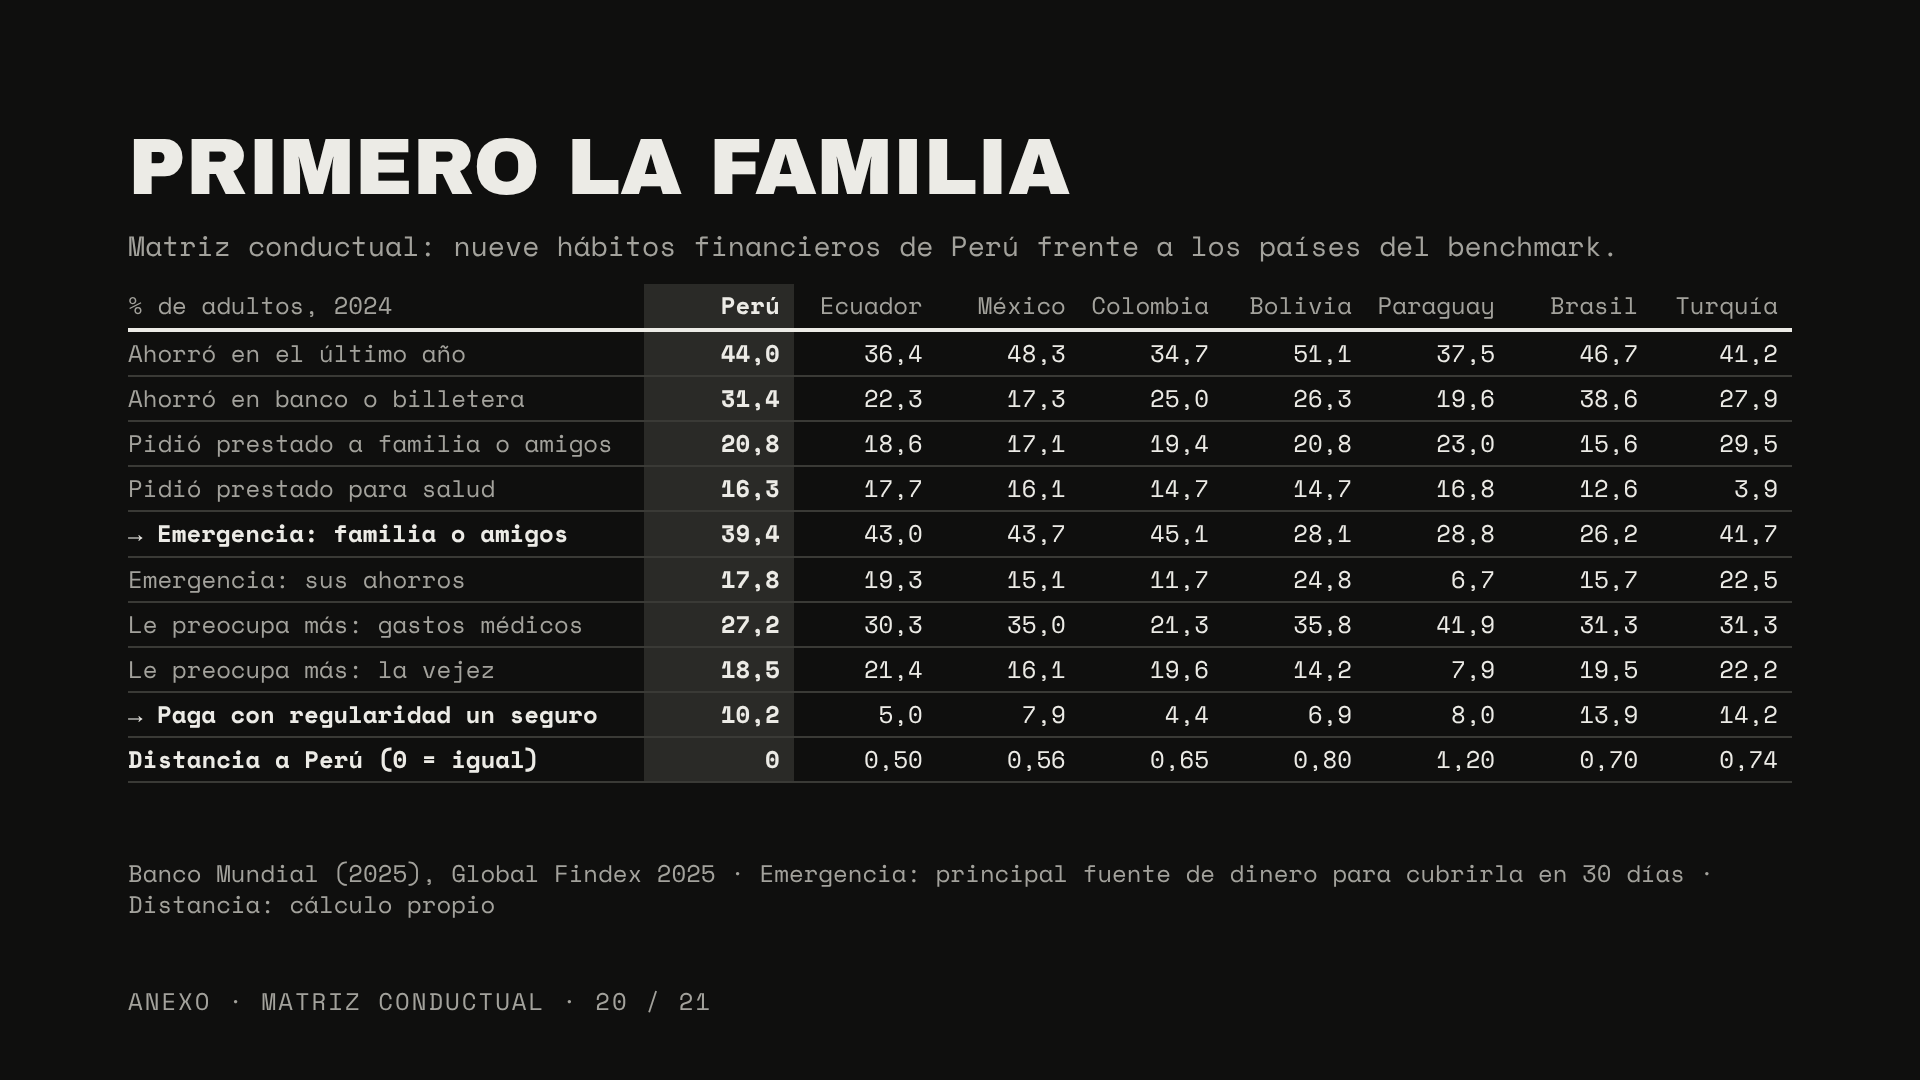 PRIMERO LA FAMILIA
Matriz conductual: nueve hábitos financieros de Perú frente a los países del benchmark.
% de adultos, 2024 Perú Ecuador México Colombia Bolivia Paraguay Brasil Turquía
Ahorró en el último año 44,0 36,4 48,3 34,7 51,1 37,5 46,7 41,2
Ahorró en banco o billetera 31,4 22,3 17,3 25,0 26,3 19,6 38,6 27,9
Pidió prestado a familia o amigos 20,8 18,6 17,1 19,4 20,8 23,0 15,6 29,5
Pidió prestado para salud 16,3 17,7 16,1 14,7 14,7 16,8 12,6 3,9
→ Emergencia: familia o amigos 39,4 43,0 43,7 45,1 28,1 28,8 26,2 41,7
Emergencia: sus ahorros 17,8 19,3 15,1 11,7 24,8 6,7 15,7 22,5
Le preocupa más: gastos médicos 27,2 30,3 35,0 21,3 35,8 41,9 31,3 31,3
Le preocupa más: la vejez 18,5 21,4 16,1 19,6 14,2 7,9 19,5 22,2
→ Paga con regularidad un seguro 10,2 5,0 7,9 4,4 6,9 8,0 13,9 14,2
Distancia a Perú (0 = igual) 0 0,50 0,56 0,65 0,80 1,20 0,70 0,74
Banco Mundial (2025), Global Findex 2025 · Emergencia: principal fuente de dinero para cubrirla en 30 días ·
Distancia: cálculo propio
ANEXO · MATRIZ CONDUCTUAL · 20 / 21